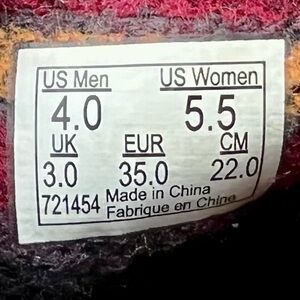 US Men US Women
4.0 5.5
UK EUR CM
3.0 35.0 22.0
721454 Made in China
Fabrique en Chine